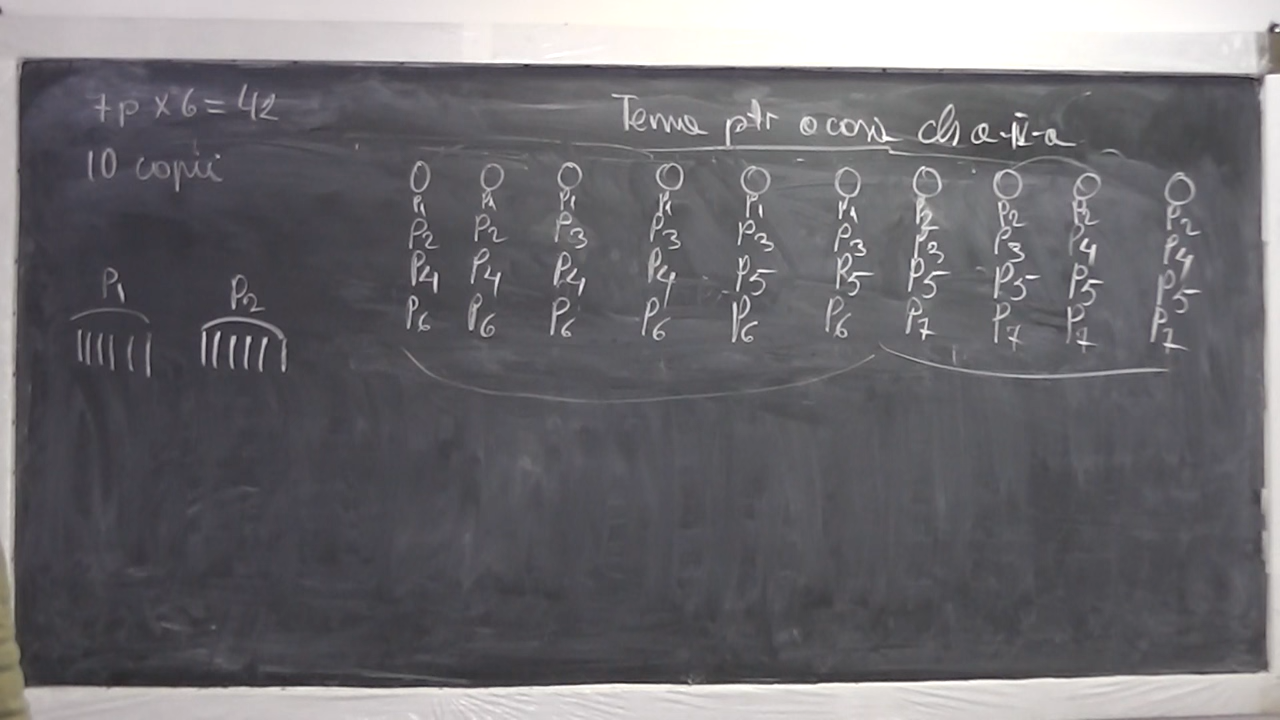 7p x 6 = 42
10 copii
Tema ptr acasă cls a-II-a
P1 P1 P1 P1 P1 P1 P2 P2 P2 P2
P2 P2 P3 P3 P3 P3 P3 P3 P4 P4
P4 P4 P4 P4 P5 P5 P5 P5 P5 P5
P6 P6 P6 P6 P6 P6 P7 P7 P7 P7
P1 P2